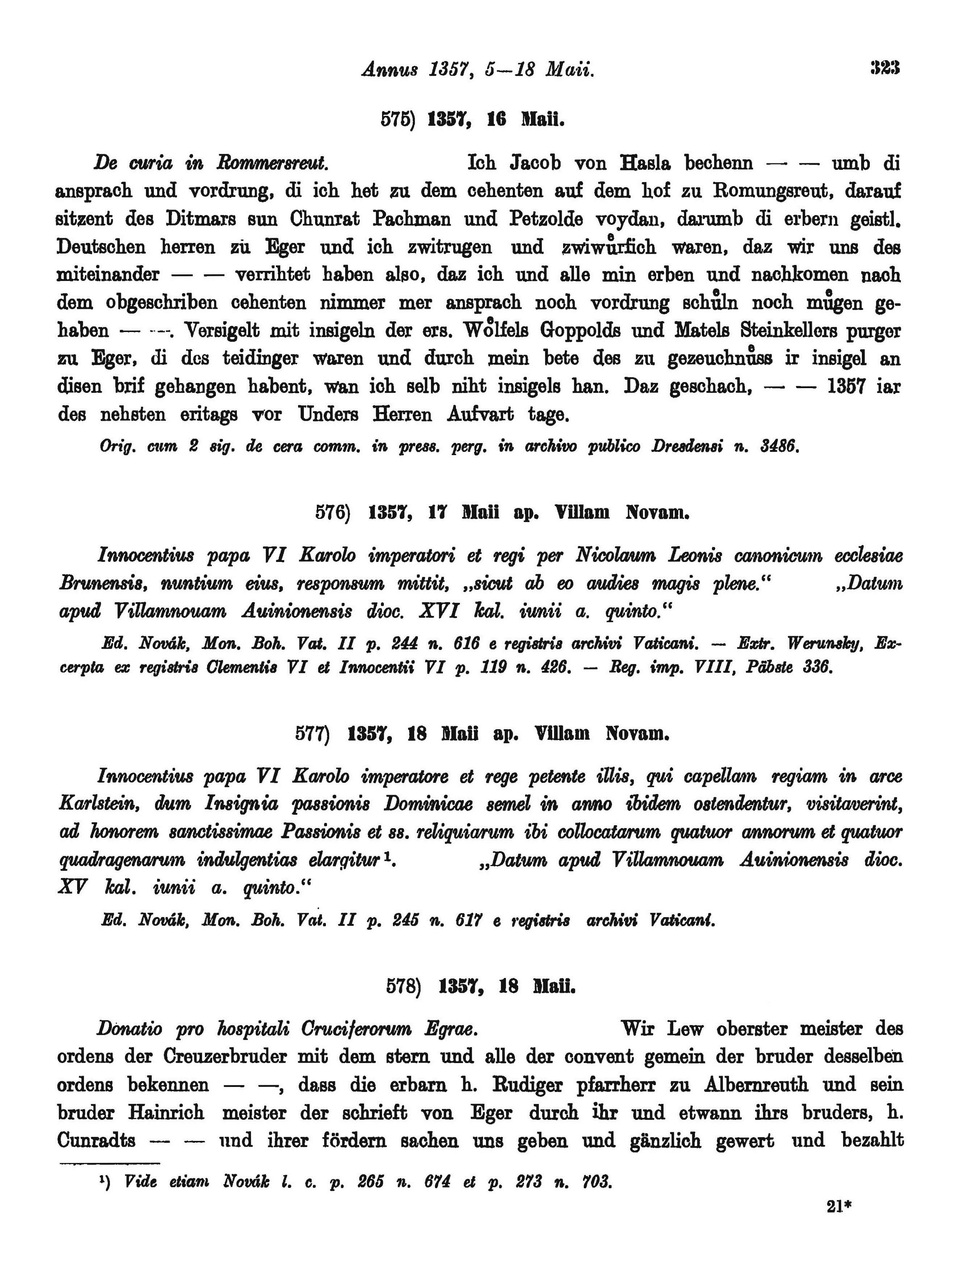 Annus 1357, 5—18 Maii. 323
575) 1357, 16 Maii.
De curia in Rommersreut. Ich Jacob von Hasla bechenn — — umb di
ansprach und vordrung, di ich het zu dem cehenten auf dem hof zu Romungsreut, darauf
sitzent des Ditmars sun Chunrat Pachman und Petzolde voydan, darumb di erbern geistl.
Deutschen herren zü Eger und ich zwitrugen und zwiwuͤrfich waren, daz wir uns des
miteinander — — verrihtet haben also, daz ich und alle min erben und nachkomen nach
dem obgeschriben cehenten nimmer mer ansprach noch vordrung schuͤln noch muͤgen ge-
haben — —. Versigelt mit insigeln der ers. Woͤlfels Goppolds und Matels Steinkellers purger
zu Eger, di des teidinger waren und durch mein bete des zu gezeuchnuͤss ir insigel an
disen brif gehangen habent, wan ich selb niht insigels han. Daz geschach, — — 1357 iar
des nehsten eritags vor Unders Herren Aufvart tage.
Orig. cum 2 sig. de cera comm. in press. perg. in archivo publico Dresdensi n. 3486.
576) 1357, 17 Maii ap. Villam Novam.
Innocentius papa VI Karolo imperatori et regi per Nicolaum Leonis canonicum ecclesiae
Brunensis, nuntium eius, responsum mittit, „sicut ab eo audies magis plene.“ „Datum
apud Villamnouam Auinionensis dioc. XVI kal. iunii a. quinto.“
Ed. Novák, Mon. Boh. Vat. II p. 244 n. 616 e registris archivi Vaticani. — Extr. Werunsky, Ex-
cerpta ex registris Clementis VI et Innocentii VI p. 119 n. 426. — Reg. imp. VIII, Päbste 336.
577) 1357, 18 Maii ap. Villam Novam.
Innocentius papa VI Karolo imperatore et rege petente illis, qui capellam regiam in arce
Karlstein, dum Insignia passionis Dominicae semel in anno ibidem ostendentur, visitaverint,
ad honorem sanctissimae Passionis et ss. reliquiarum ibi collocatarum quatuor annorum et quatuor
quadragenarum indulgentias elargitur¹. „Datum apud Villamnouam Auinionensis dioc.
XV kal. iunii a. quinto.“
Ed. Novák, Mon. Boh. Vat. II p. 245 n. 617 e registris archivi Vaticani.
578) 1357, 18 Maii.
Donatio pro hospitali Cruciferorum Egrae. Wir Lew oberster meister des
ordens der Creuzerbruder mit dem stern und alle der convent gemein der bruder desselben
ordens bekennen — —, dass die erbarn h. Rudiger pfarrherr zu Albernreuth und sein
bruder Hainrich meister der schrieft von Eger durch ihr und etwann ihrs bruders, h.
Cunradts — — und ihrer fördern sachen uns geben und gänzlich gewert und bezahlt
¹) Vide etiam Novák l. c. p. 265 n. 674 et p. 273 n. 703.
21*